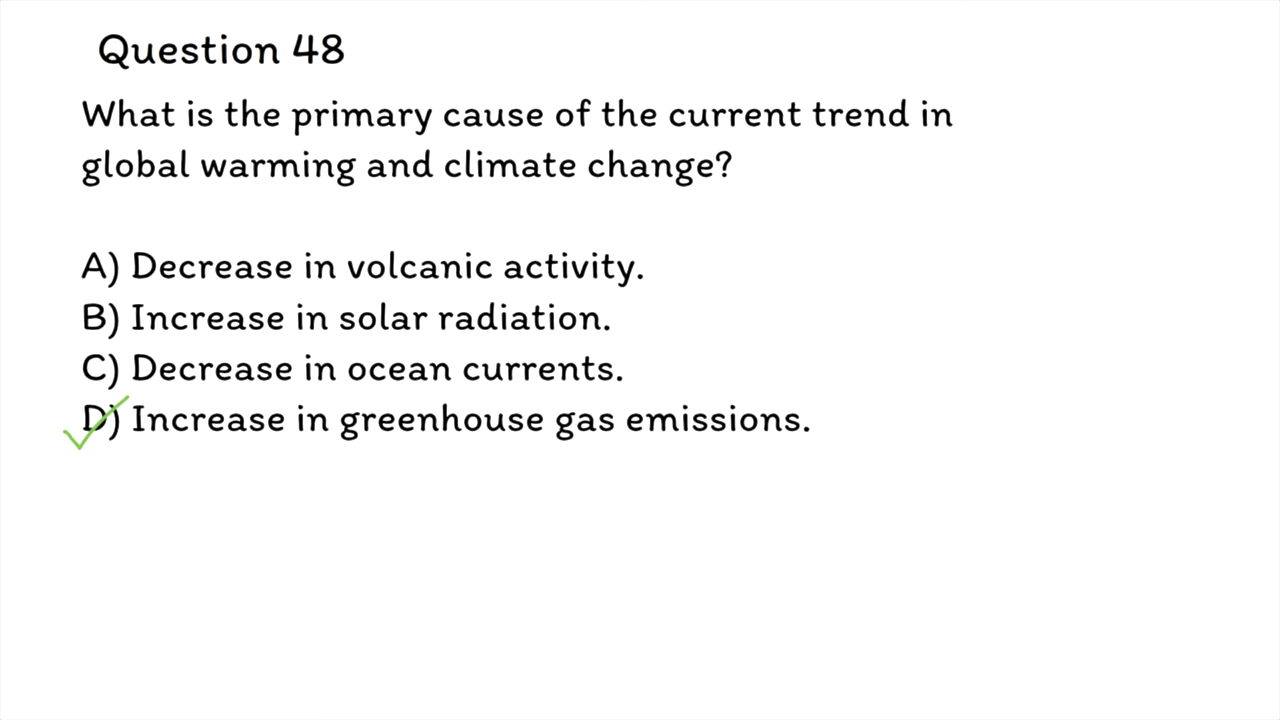 Question 48
What is the primary cause of the current trend in
global warming and climate change?
A) Decrease in volcanic activity.
B) Increase in solar radiation.
C) Decrease in ocean currents.
D) Increase in greenhouse gas emissions.